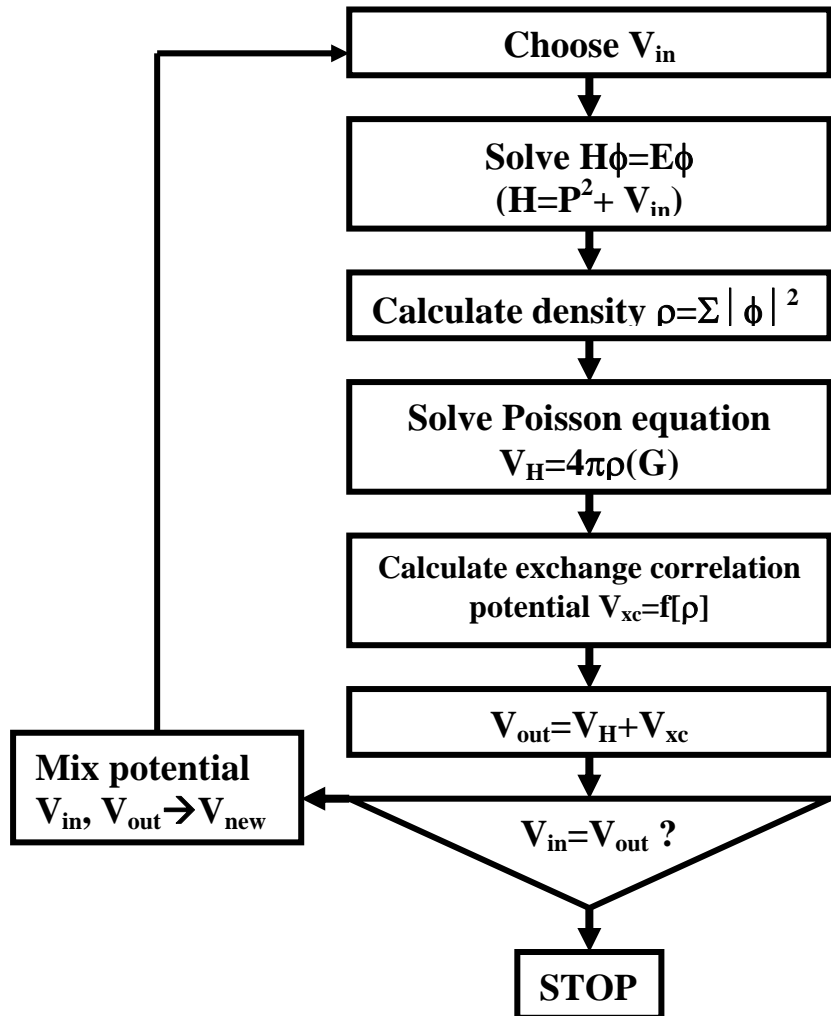 Choose V_in
Solve Hϕ=Eϕ
(H=P²+ V_in)
Calculate density ρ=Σ│ϕ│²
Solve Poisson equation
V_H=4πρ(G)
Calculate exchange correlation
potential V_xc=f[ρ]
V_out=V_H+V_xc
V_in=V_out ?
Mix potential
V_in, V_out→V_new
STOP